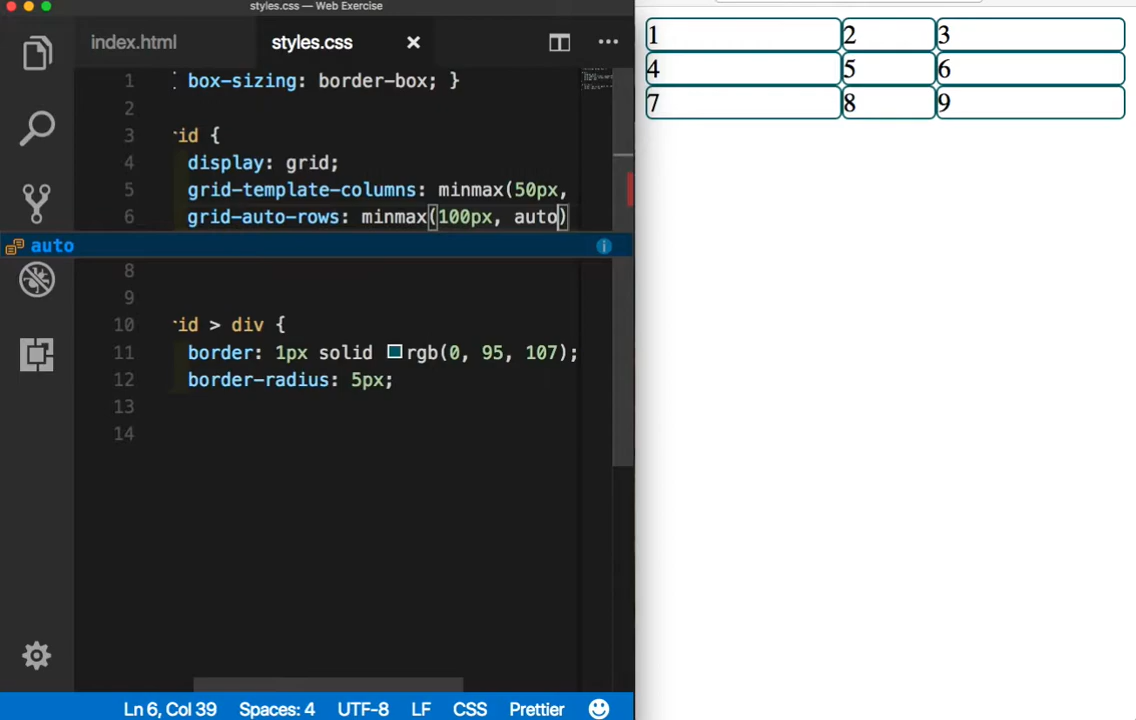 styles.css — Web Exercise
index.html styles.css
1 box-sizing: border-box; }
2
3 rid {
4 display: grid;
5 grid-template-columns: minmax(50px,
6 grid-auto-rows: minmax(100px, auto)
auto
8
9
10 rid > div {
11 border: 1px solid rgb(0, 95, 107);
12 border-radius: 5px;
13
14
Ln 6, Col 39 Spaces: 4 UTF-8 LF CSS Prettier
1 2 3
4 5 6
7 8 9